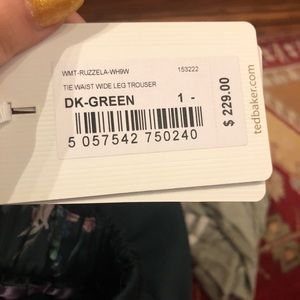 WMT-RUZZELA-WH9W 153222
TIE WAIST WIDE LEG TROUSER
DK-GREEN 1 -
5 057542 750240
$ 229.00
tedbaker.com